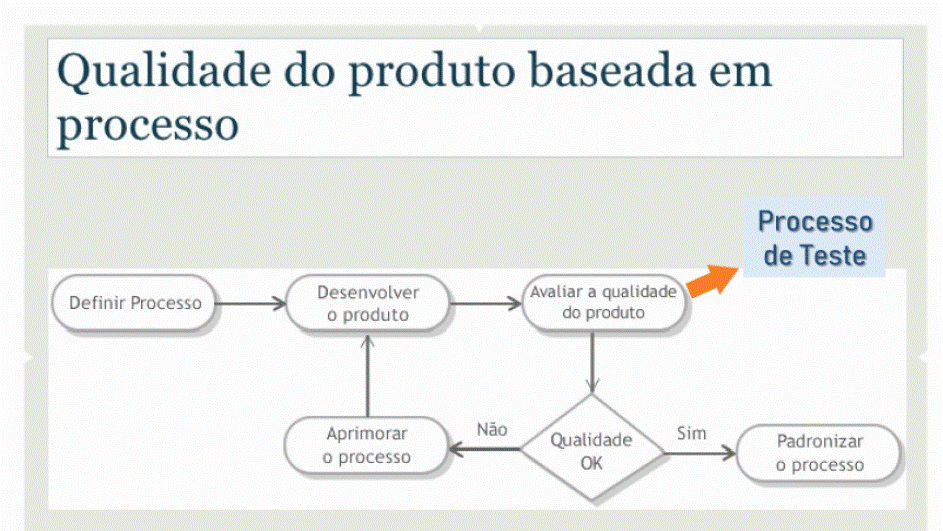 Qualidade do produto baseada em
processo
Processo
de Teste
Definir Processo
Desenvolver
o produto
Avaliar a qualidade
do produto
Aprimorar
o processo
Não
Qualidade
OK
Sim
Padronizar
o processo